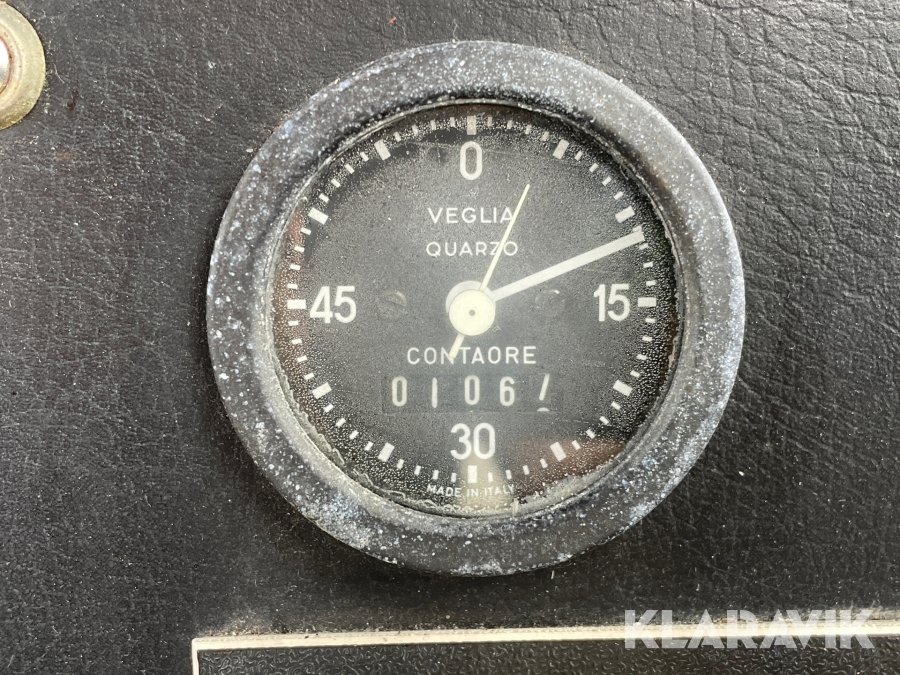 0
VEGLIA
QUARZO
45 15
CONTAORE
0106
30
MADE IN ITALY
KLARAVIK